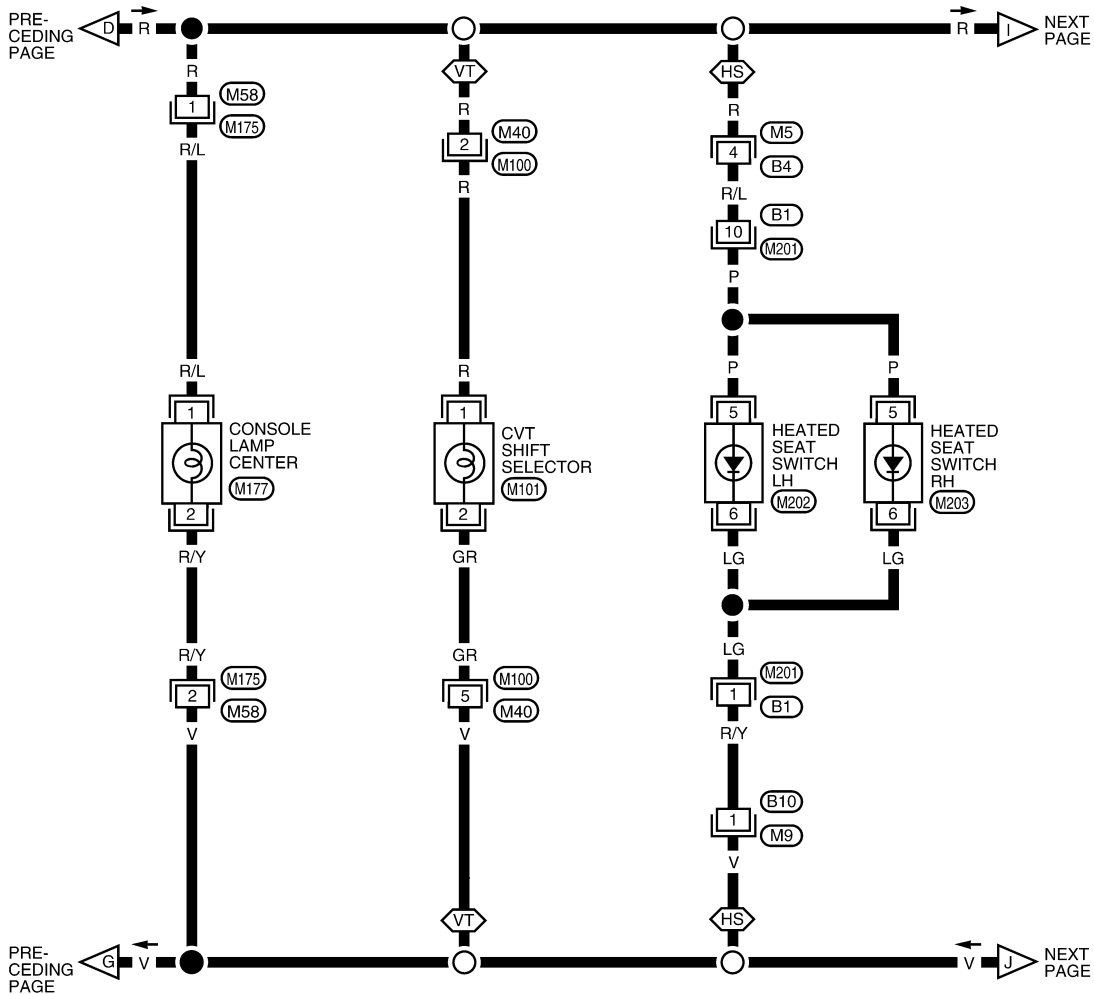 PRE-
CEDING
PAGE
D
R
R
I
NEXT
PAGE
R
1
M58
M175
R/L
VT
R
2
M40
M100
R
HS
R
4
M5
B4
R/L
10
B1
M201
P
R/L
R
P
P
1
CONSOLE
LAMP
CENTER
M177
2
1
CVT
SHIFT
SELECTOR
M101
2
5
HEATED
SEAT
SWITCH
LH
M202
6
5
HEATED
SEAT
SWITCH
RH
M203
6
R/Y
GR
LG
LG
R/Y
2
M175
M58
V
GR
5
M100
M40
V
LG
1
M201
B1
R/Y
1
B10
M9
V
VT
HS
PRE-
CEDING
PAGE
G
V
V
J
NEXT
PAGE